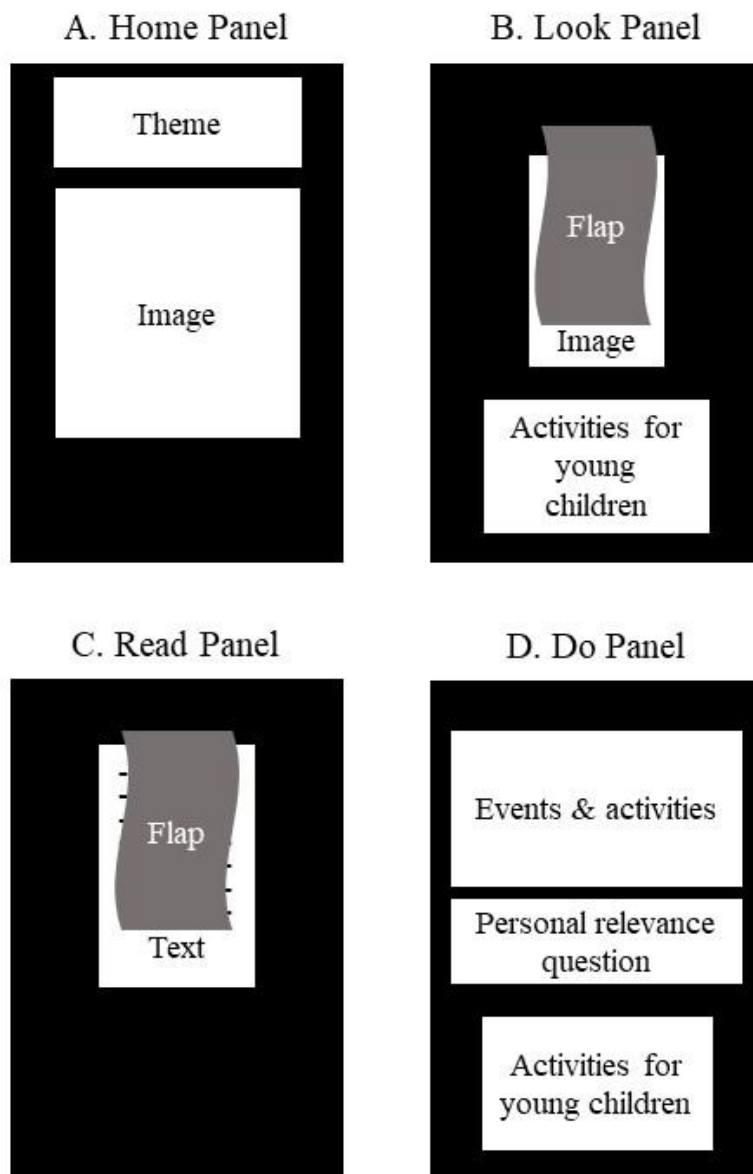 A. Home Panel
Theme
Image
B. Look Panel
Flap
Image
Activities for
young
children
C. Read Panel
Flap
Text
D. Do Panel
Events & activities
Personal relevance
question
Activities for
young children